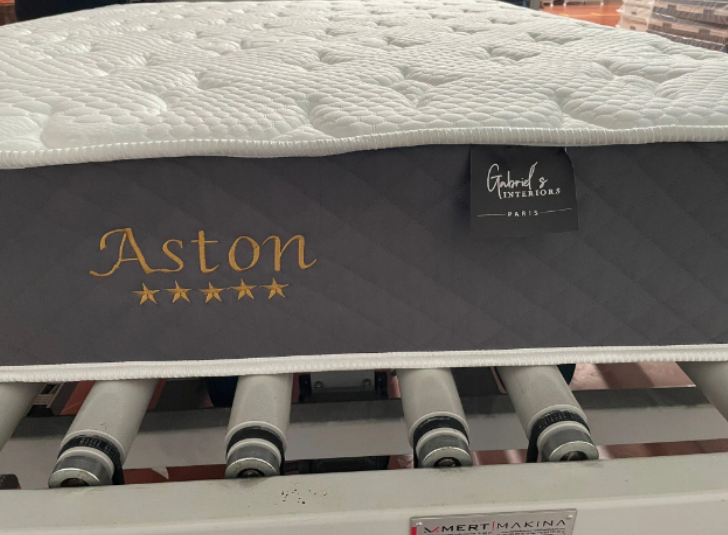 Gabriel's
INTERIORS
PARIS
Aston
MERT MAKINA